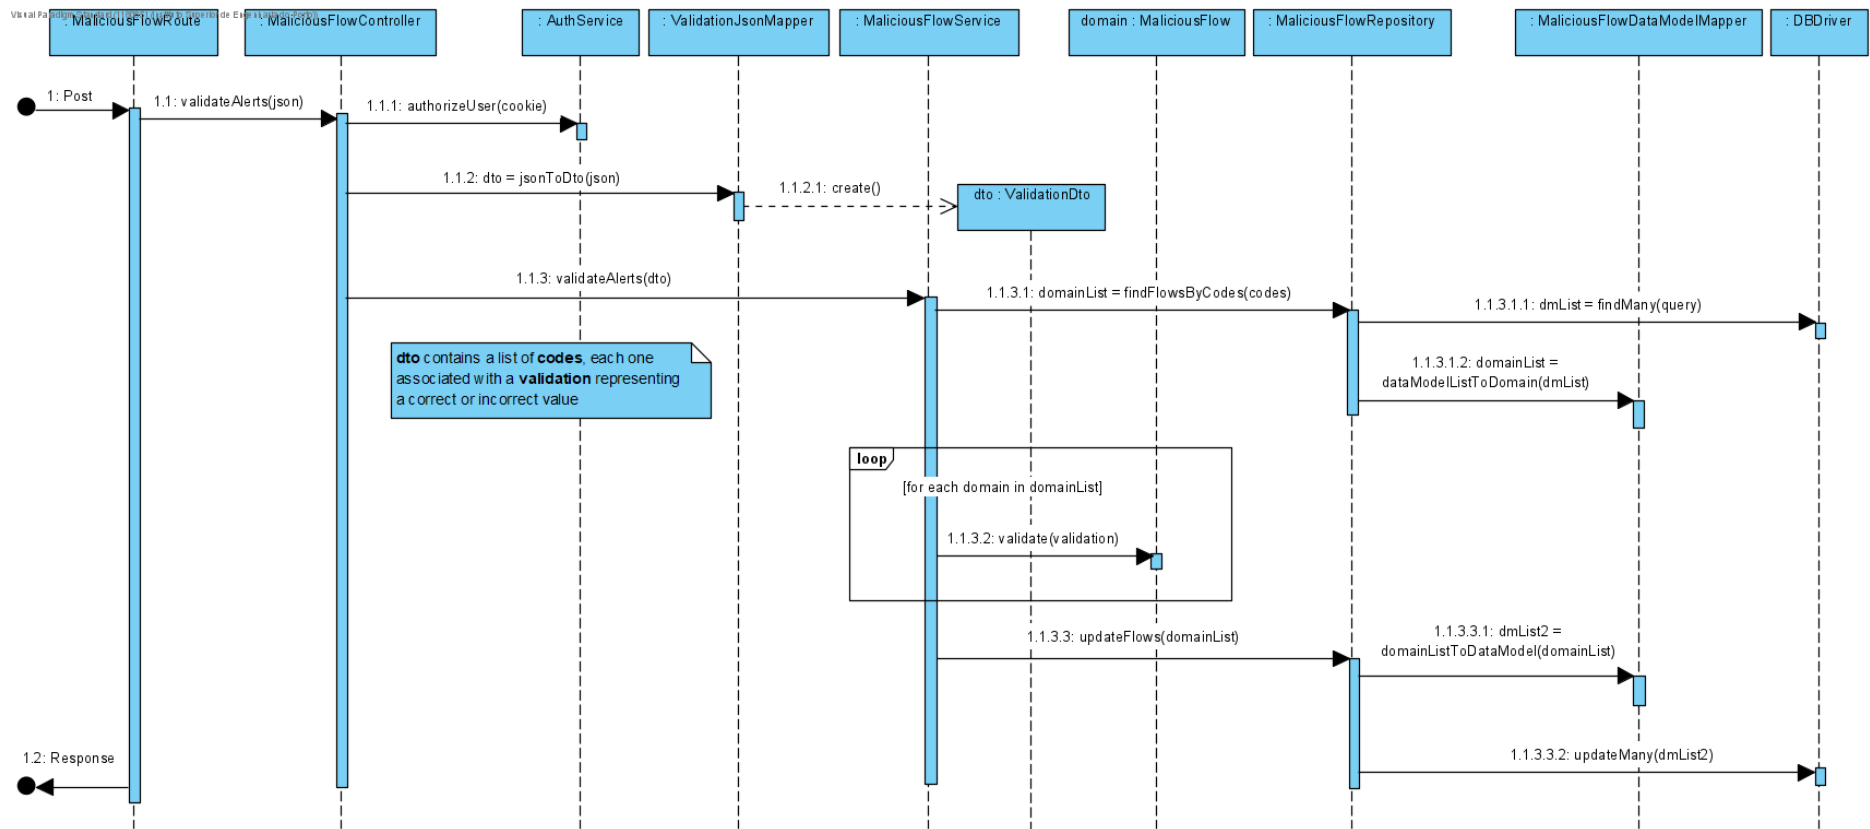 : MaliciousFlowRoute
: MaliciousFlowController
: AuthService
: ValidationJsonMapper
: MaliciousFlowService
domain : MaliciousFlow
: MaliciousFlowRepository
: MaliciousFlowDataModelMapper
: DBDriver
1: Post
1.1: validateAlerts(json)
1.1.1: authorizeUser(cookie)
1.1.2: dto = jsonToDto(json)
1.1.2.1: create()
dto : ValidationDto
1.1.3: validateAlerts(dto)
1.1.3.1: domainList = findFlowsByCodes(codes)
1.1.3.1.1: dmList = findMany(query)
dto contains a list of codes, each one
associated with a validation representing
a correct or incorrect value
1.1.3.1.2: domainList =
dataModelListToDomain(dmList)
loop
[for each domain in domainList]
1.1.3.2: validate(validation)
1.1.3.3: updateFlows(domainList)
1.1.3.3.1: dmList2 =
domainListToDataModel(domainList)
1.1.3.3.2: updateMany(dmList2)
1.2: Response